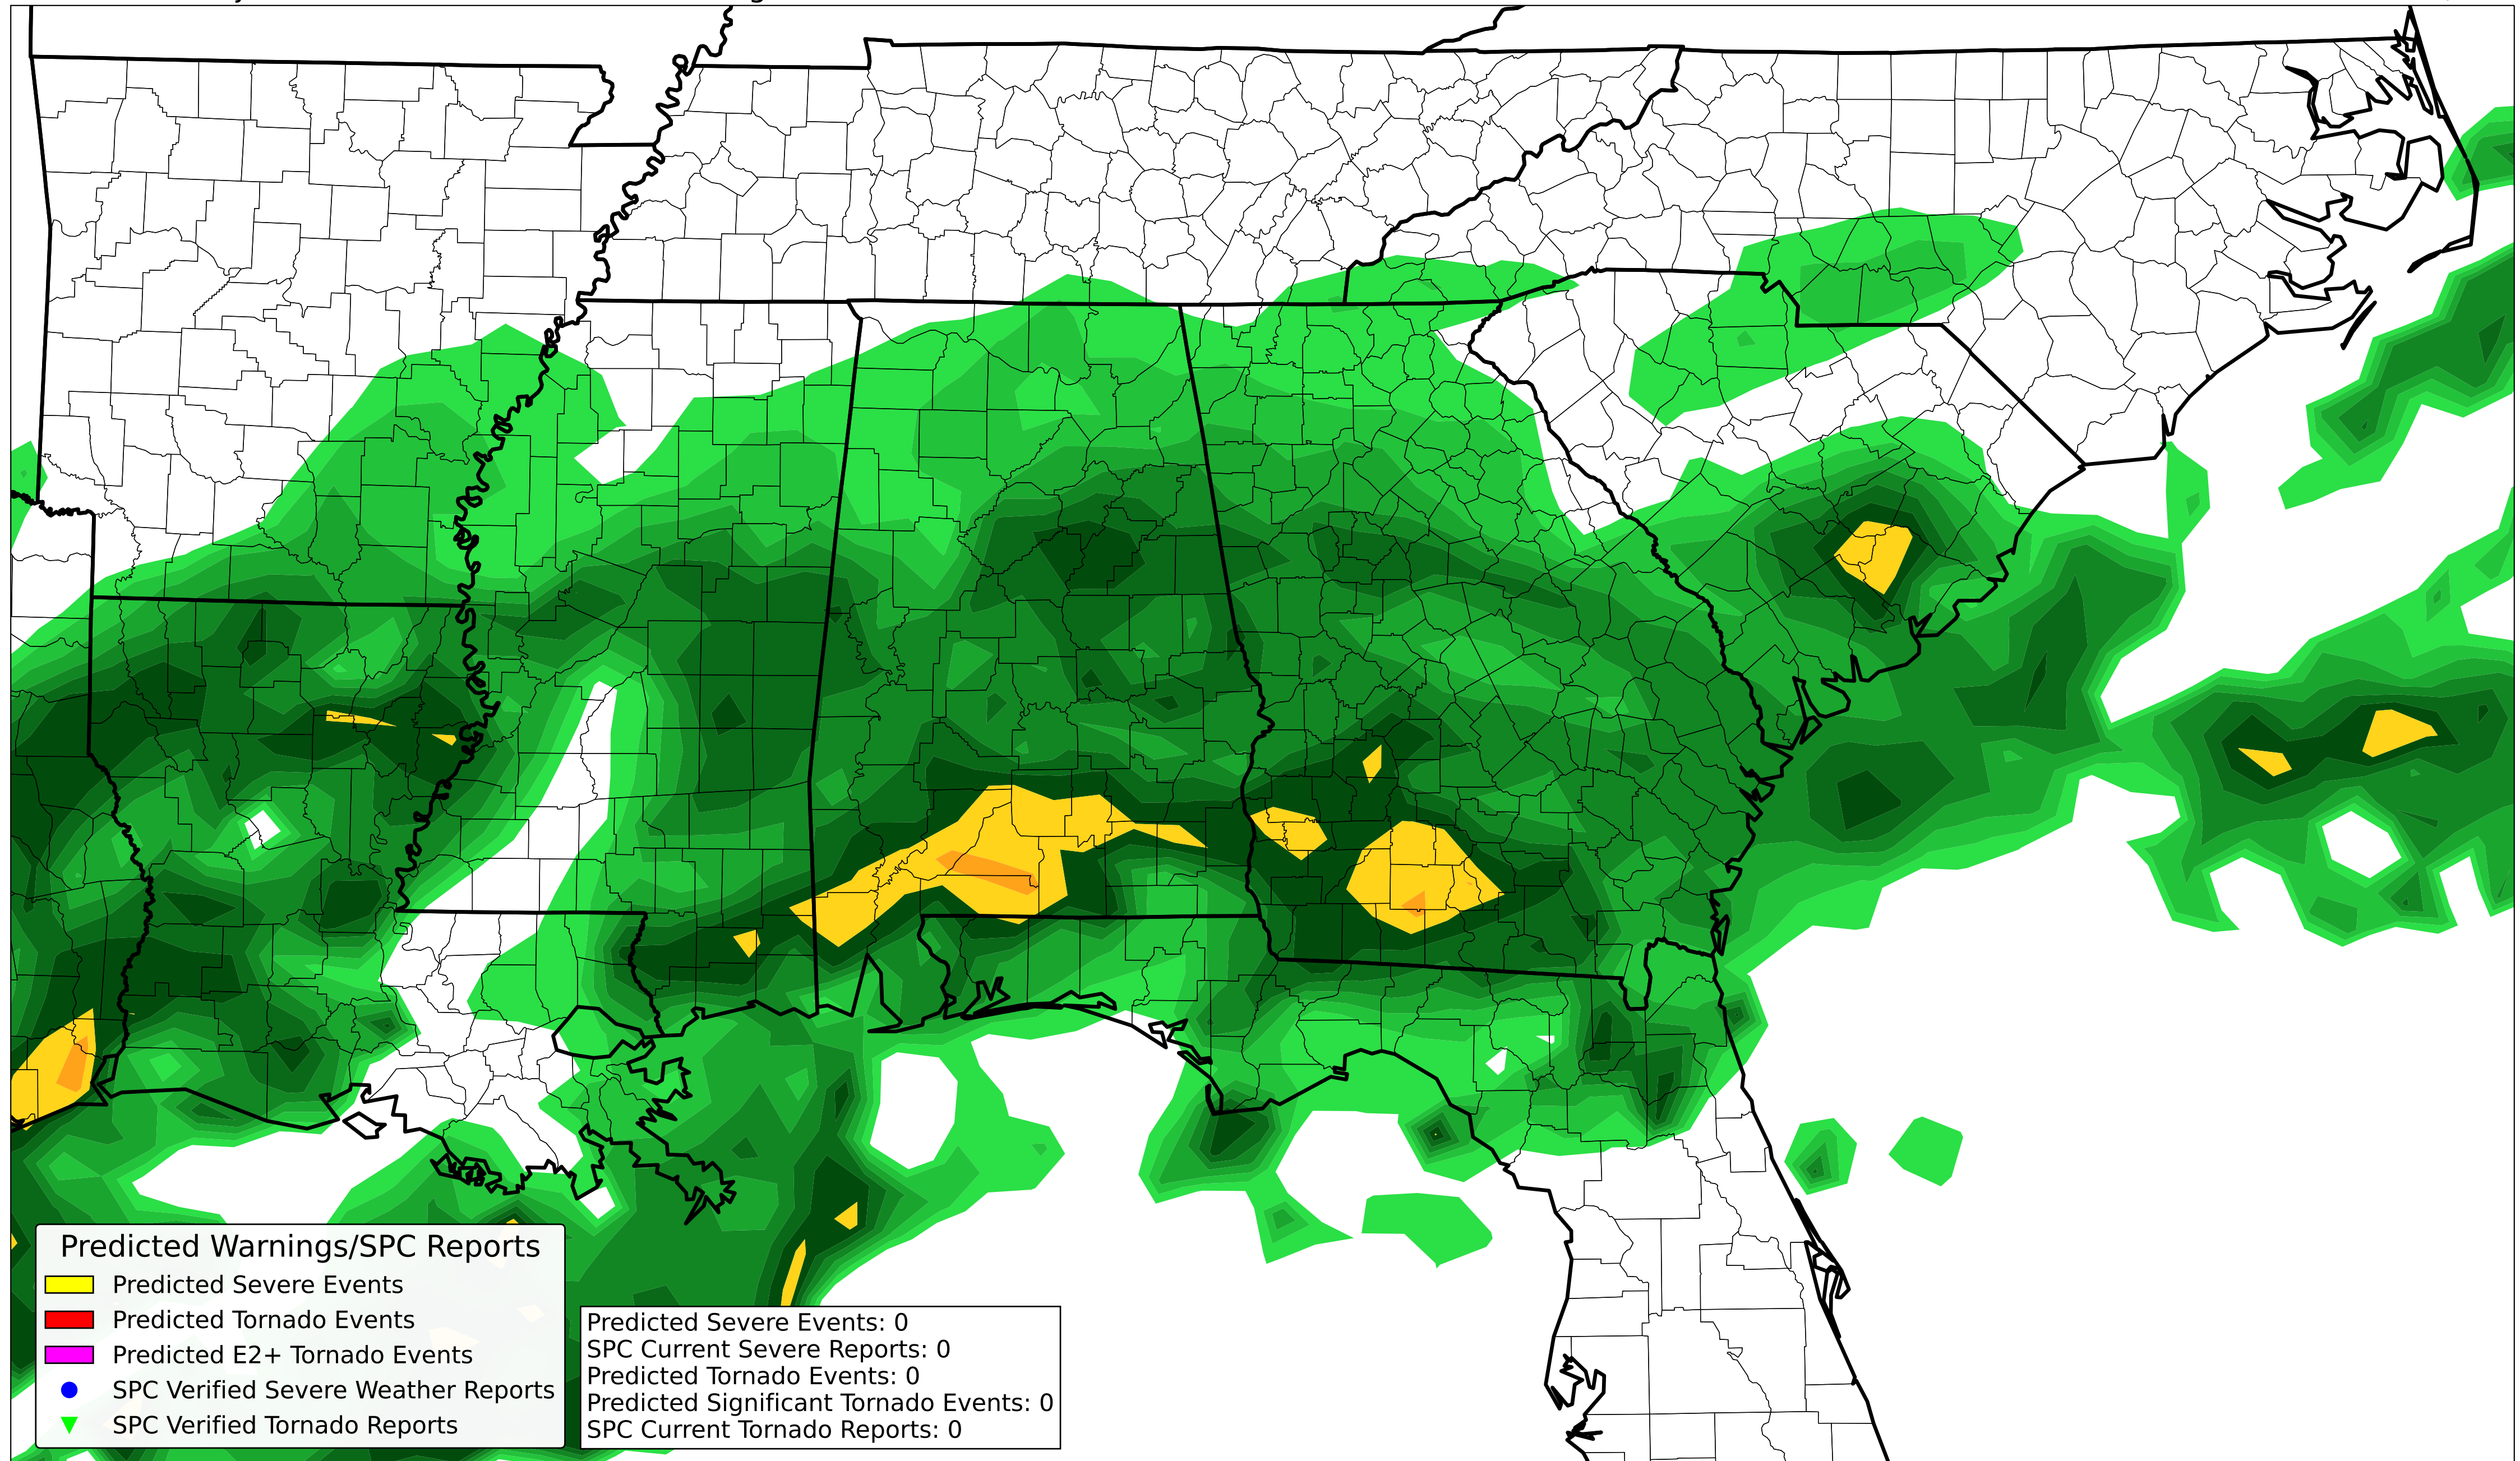 Predicted Warnings/SPC Reports
Predicted Severe Events
Predicted Tornado Events
Predicted E2+ Tornado Events
SPC Verified Severe Weather Reports
SPC Verified Tornado Reports
Predicted Severe Events: 0
SPC Current Severe Reports: 0
Predicted Tornado Events: 0
Predicted Significant Tornado Events: 0
SPC Current Tornado Reports: 0